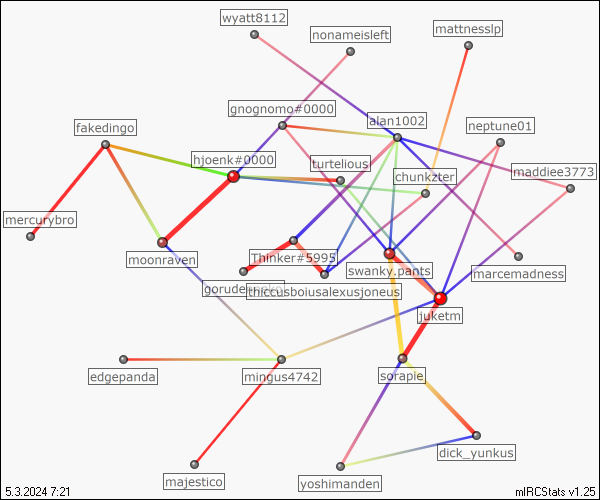 wyatt8112
nonameisleft
mattnesslp
gnognomo#0000
alan1002
neptune01
fakedingo
hjoenk#0000
turtelious
chunkzter
maddiee3773
mercurybro
moonraven
Thinker#5995
swanky.pants
marcemadness
thiccusboiusalexusjoneus
juketm
edgepanda
mingus4742
sorapie
majestico
yoshimanden
dick_yunkus
5.3.2024 7:21
mIRCStats v1.25